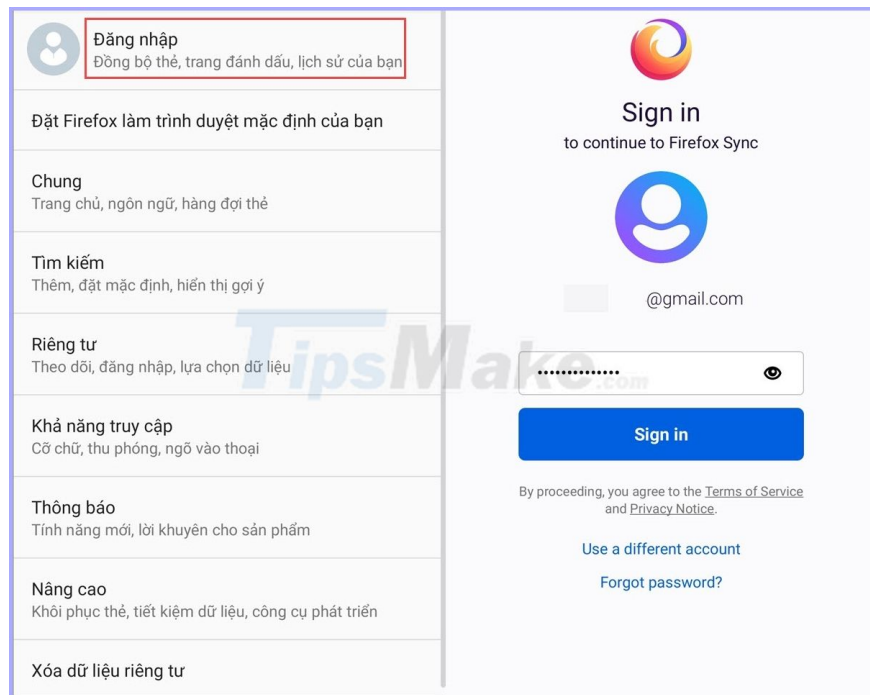 Đăng nhập
Đồng bộ thẻ, trang đánh dấu, lịch sử của bạn
Đặt Firefox làm trình duyệt mặc định của bạn
Chung
Trang chủ, ngôn ngữ, hàng đợi thẻ
Tìm kiếm
Thêm, đặt mặc định, hiển thị gợi ý
Riêng tư
Theo dõi, đăng nhập, lựa chọn dữ liệu
Khả năng truy cập
Cỡ chữ, thu phóng, ngõ vào thoại
Thông báo
Tính năng mới, lời khuyên cho sản phẩm
Nâng cao
Khôi phục thẻ, tiết kiệm dữ liệu, công cụ phát triển
Xóa dữ liệu riêng tư
Sign in
to continue to Firefox Sync
@gmail.com
••••••••••••••
Sign in
By proceeding, you agree to the Terms of Service
and Privacy Notice.
Use a different account
Forgot password?
TipsMake.com